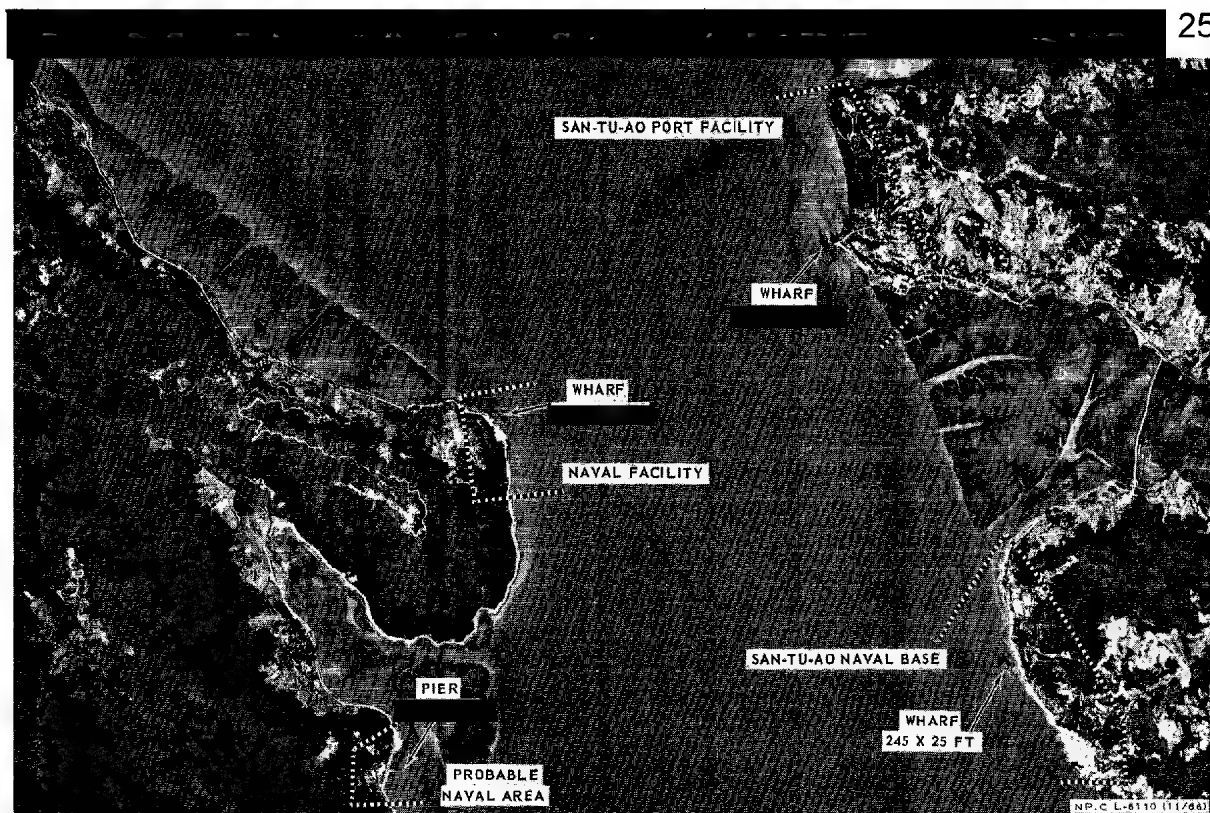 25
SAN-TU-AO PORT FACILITY
WHARF
WHARF
NAVAL FACILITY
SAN-TU-AO NAVAL BASE
PIER
WHARF
245 X 25 FT
PROBABLE
NAVAL AREA
NPIC L-6110 (11/66)